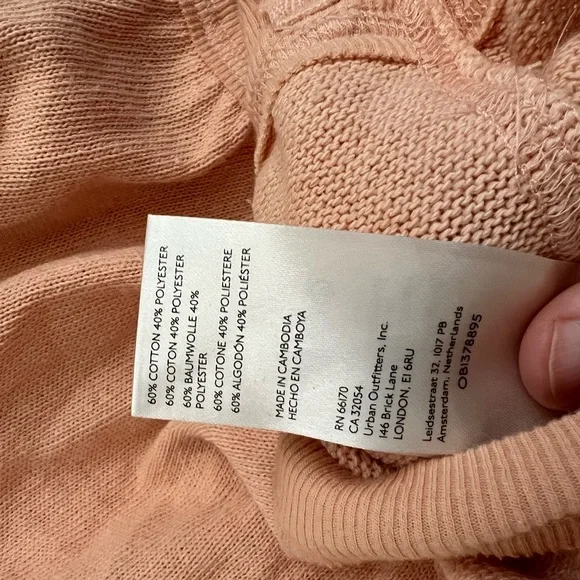 60% COTTON 40% POLYESTER
60% COTON 40% POLYESTER
60% BAUMWOLLE 40%
POLYESTER
60% COTONE 40% POLIESTERE
60% ALGODÓN 40% POLIÉSTER
MADE IN CAMBODIA
HECHO EN CAMBOYA
RN 66170
CA 32054
Urban Outfitters, Inc.
146 Brick Lane
LONDON, E1 6RU
Leidsestraat 32, 1017 PB
Amsterdam, Netherlands
OB1378895